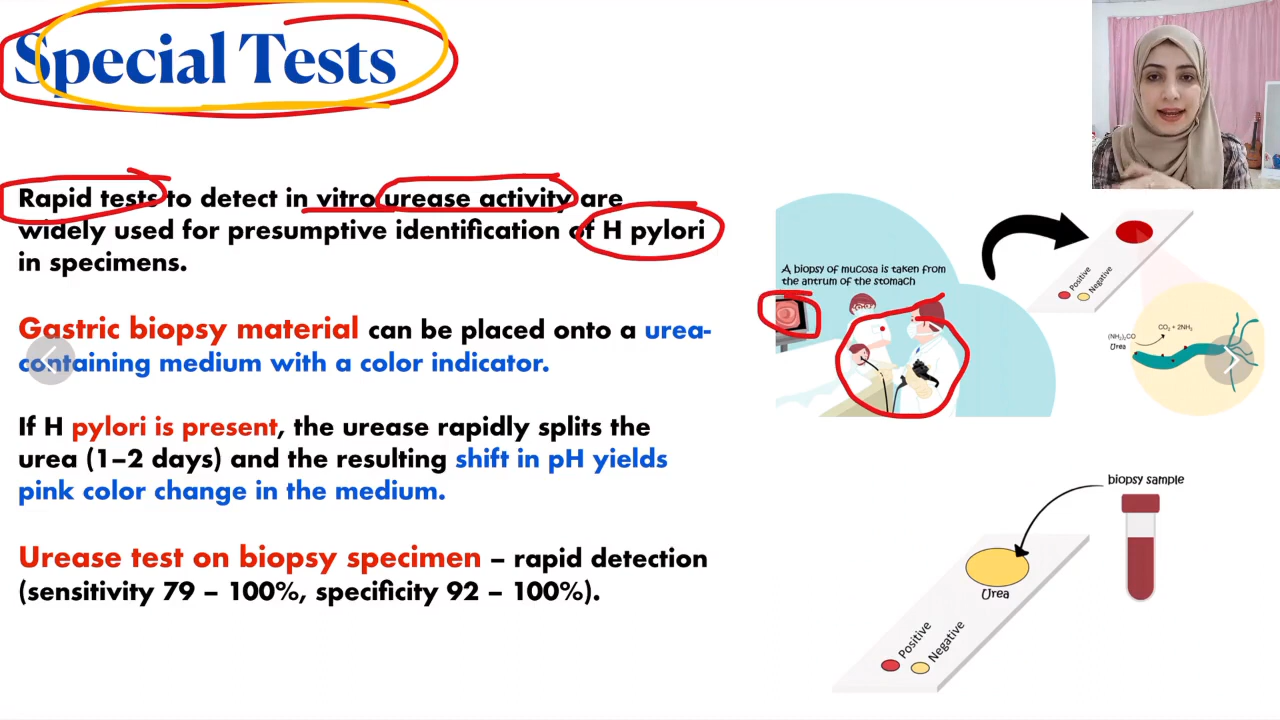 Special Tests
Rapid tests to detect in vitro urease activity are
widely used for presumptive identification of H pylori
in specimens.
Gastric biopsy material can be placed onto a urea-
containing medium with a color indicator.
If H pylori is present, the urease rapidly splits the
urea (1–2 days) and the resulting shift in pH yields
pink color change in the medium.
Urease test on biopsy specimen – rapid detection
(sensitivity 79 – 100%, specificity 92 – 100%).
A biopsy of mucosa is taken from
the antrum of the stomach
Positive
Negative
CO₂ + 2NH₃
(NH₂)₂CO
Urea
biopsy sample
Urea
Positive
Negative